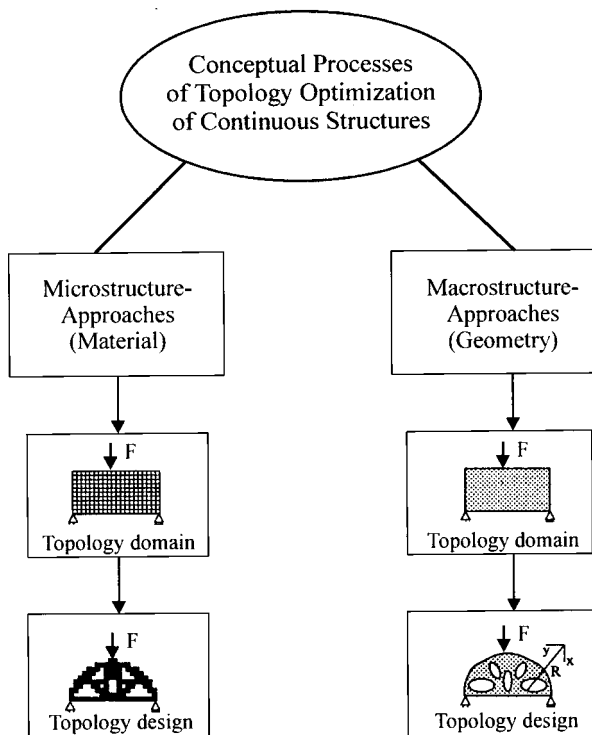 Conceptual Processes
of Topology Optimization
of Continuous Structures
Microstructure-
Approaches
(Material)
Macrostructure-
Approaches
(Geometry)
F
Topology domain
F
Topology domain
F
Topology design
F
y
x
R
Topology design